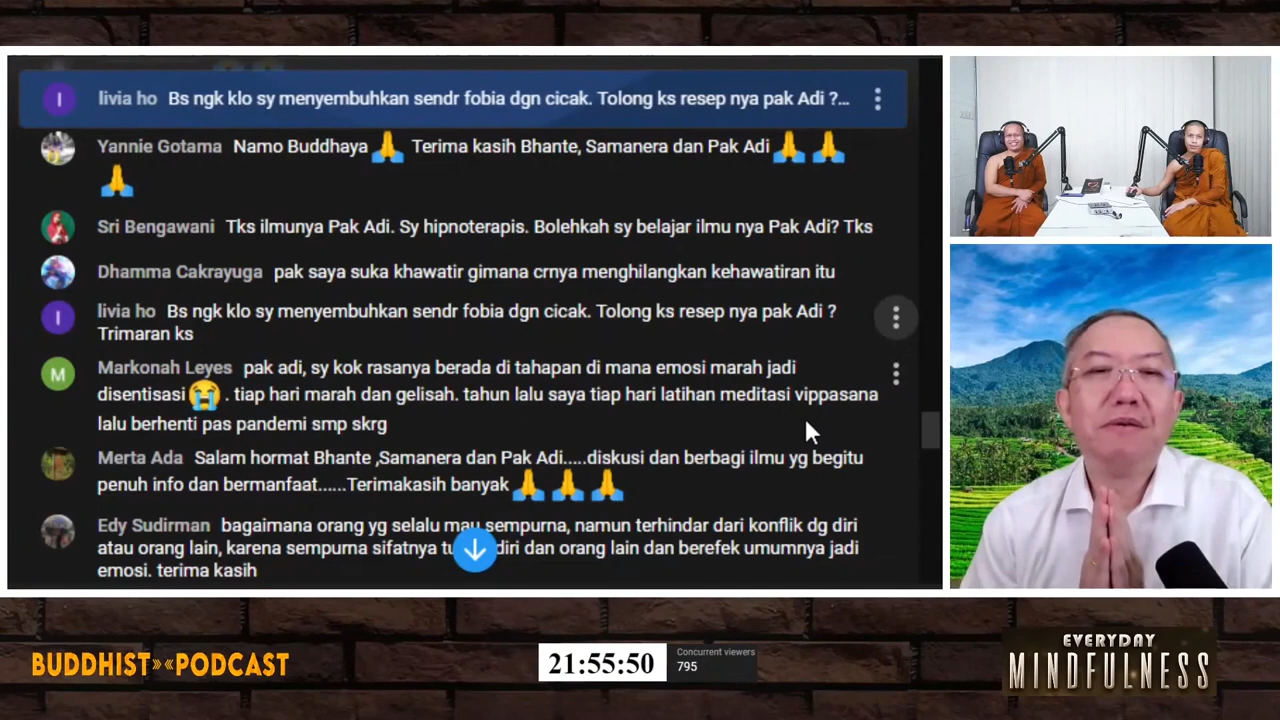 livia ho Bs ngk klo sy menyembuhkan sendr fobia dgn cicak. Tolong ks resep nya pak Adi ?...
Yannie Gotama Namo Buddhaya 🙏 Terima kasih Bhante, Samanera dan Pak Adi 🙏 🙏
🙏
Sri Bengawani Tks ilmunya Pak Adi. Sy hipnoterapis. Bolehkah sy belajar ilmu nya Pak Adi? Tks
Dhamma Cakrayuga pak saya suka khawatir gimana crnya menghilangkan kehawatiran itu
livia ho Bs ngk klo sy menyembuhkan sendr fobia dgn cicak. Tolong ks resep nya pak Adi ?
Trimaran ks
Markonah Leyes pak adi, sy kok rasanya berada di tahapan di mana emosi marah jadi
disentisasi 😭 . tiap hari marah dan gelisah. tahun lalu saya tiap hari latihan meditasi vippasana
lalu berhenti pas pandemi smp skrg
Merta Ada Salam hormat Bhante ,Samanera dan Pak Adi.....diskusi dan berbagi ilmu yg begitu
penuh info dan bermanfaat......Terimakasih banyak 🙏 🙏 🙏
Edy Sudirman bagaimana orang yg selalu mau sempurna, namun terhindar dari konflik dg diri
atau orang lain, karena sempurna sifatnya diri dan orang lain dan berefek umumnya jadi
emosi. terima kasih
BUDDHIST»«PODCAST
21:55:50
Concurrent viewers
795
EVERYDAY
MINDFULNESS